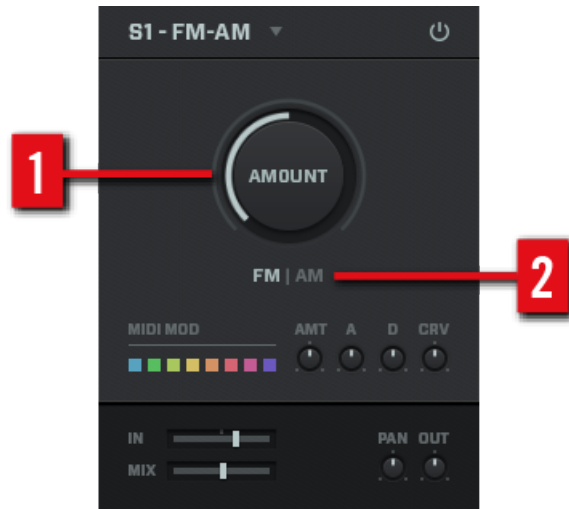 S1 - FM-AM
1
AMOUNT
FM | AM
2
MIDI MOD AMT A D CRV
IN PAN OUT
MIX